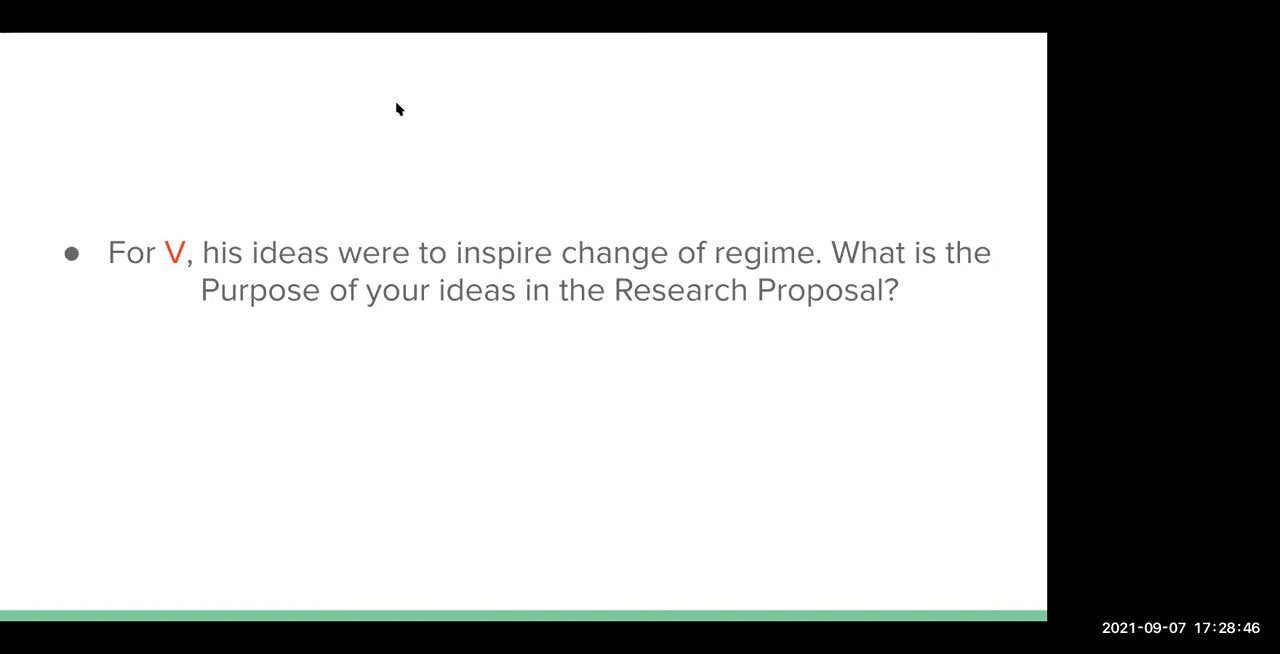 ● For V, his ideas were to inspire change of regime. What is the
Purpose of your ideas in the Research Proposal?
2021-09-07 17:28:46